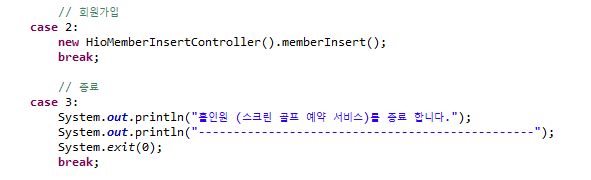 // 회원가입
case 2:
new HioMemberInsertController().memberInsert();
break;
// 종료
case 3:
System.out.println("홀인원 (스크린 골프 예약 서비스)를 종료 합니다.");
System.out.println("------------------------------------------------");
System.exit(0);
break;